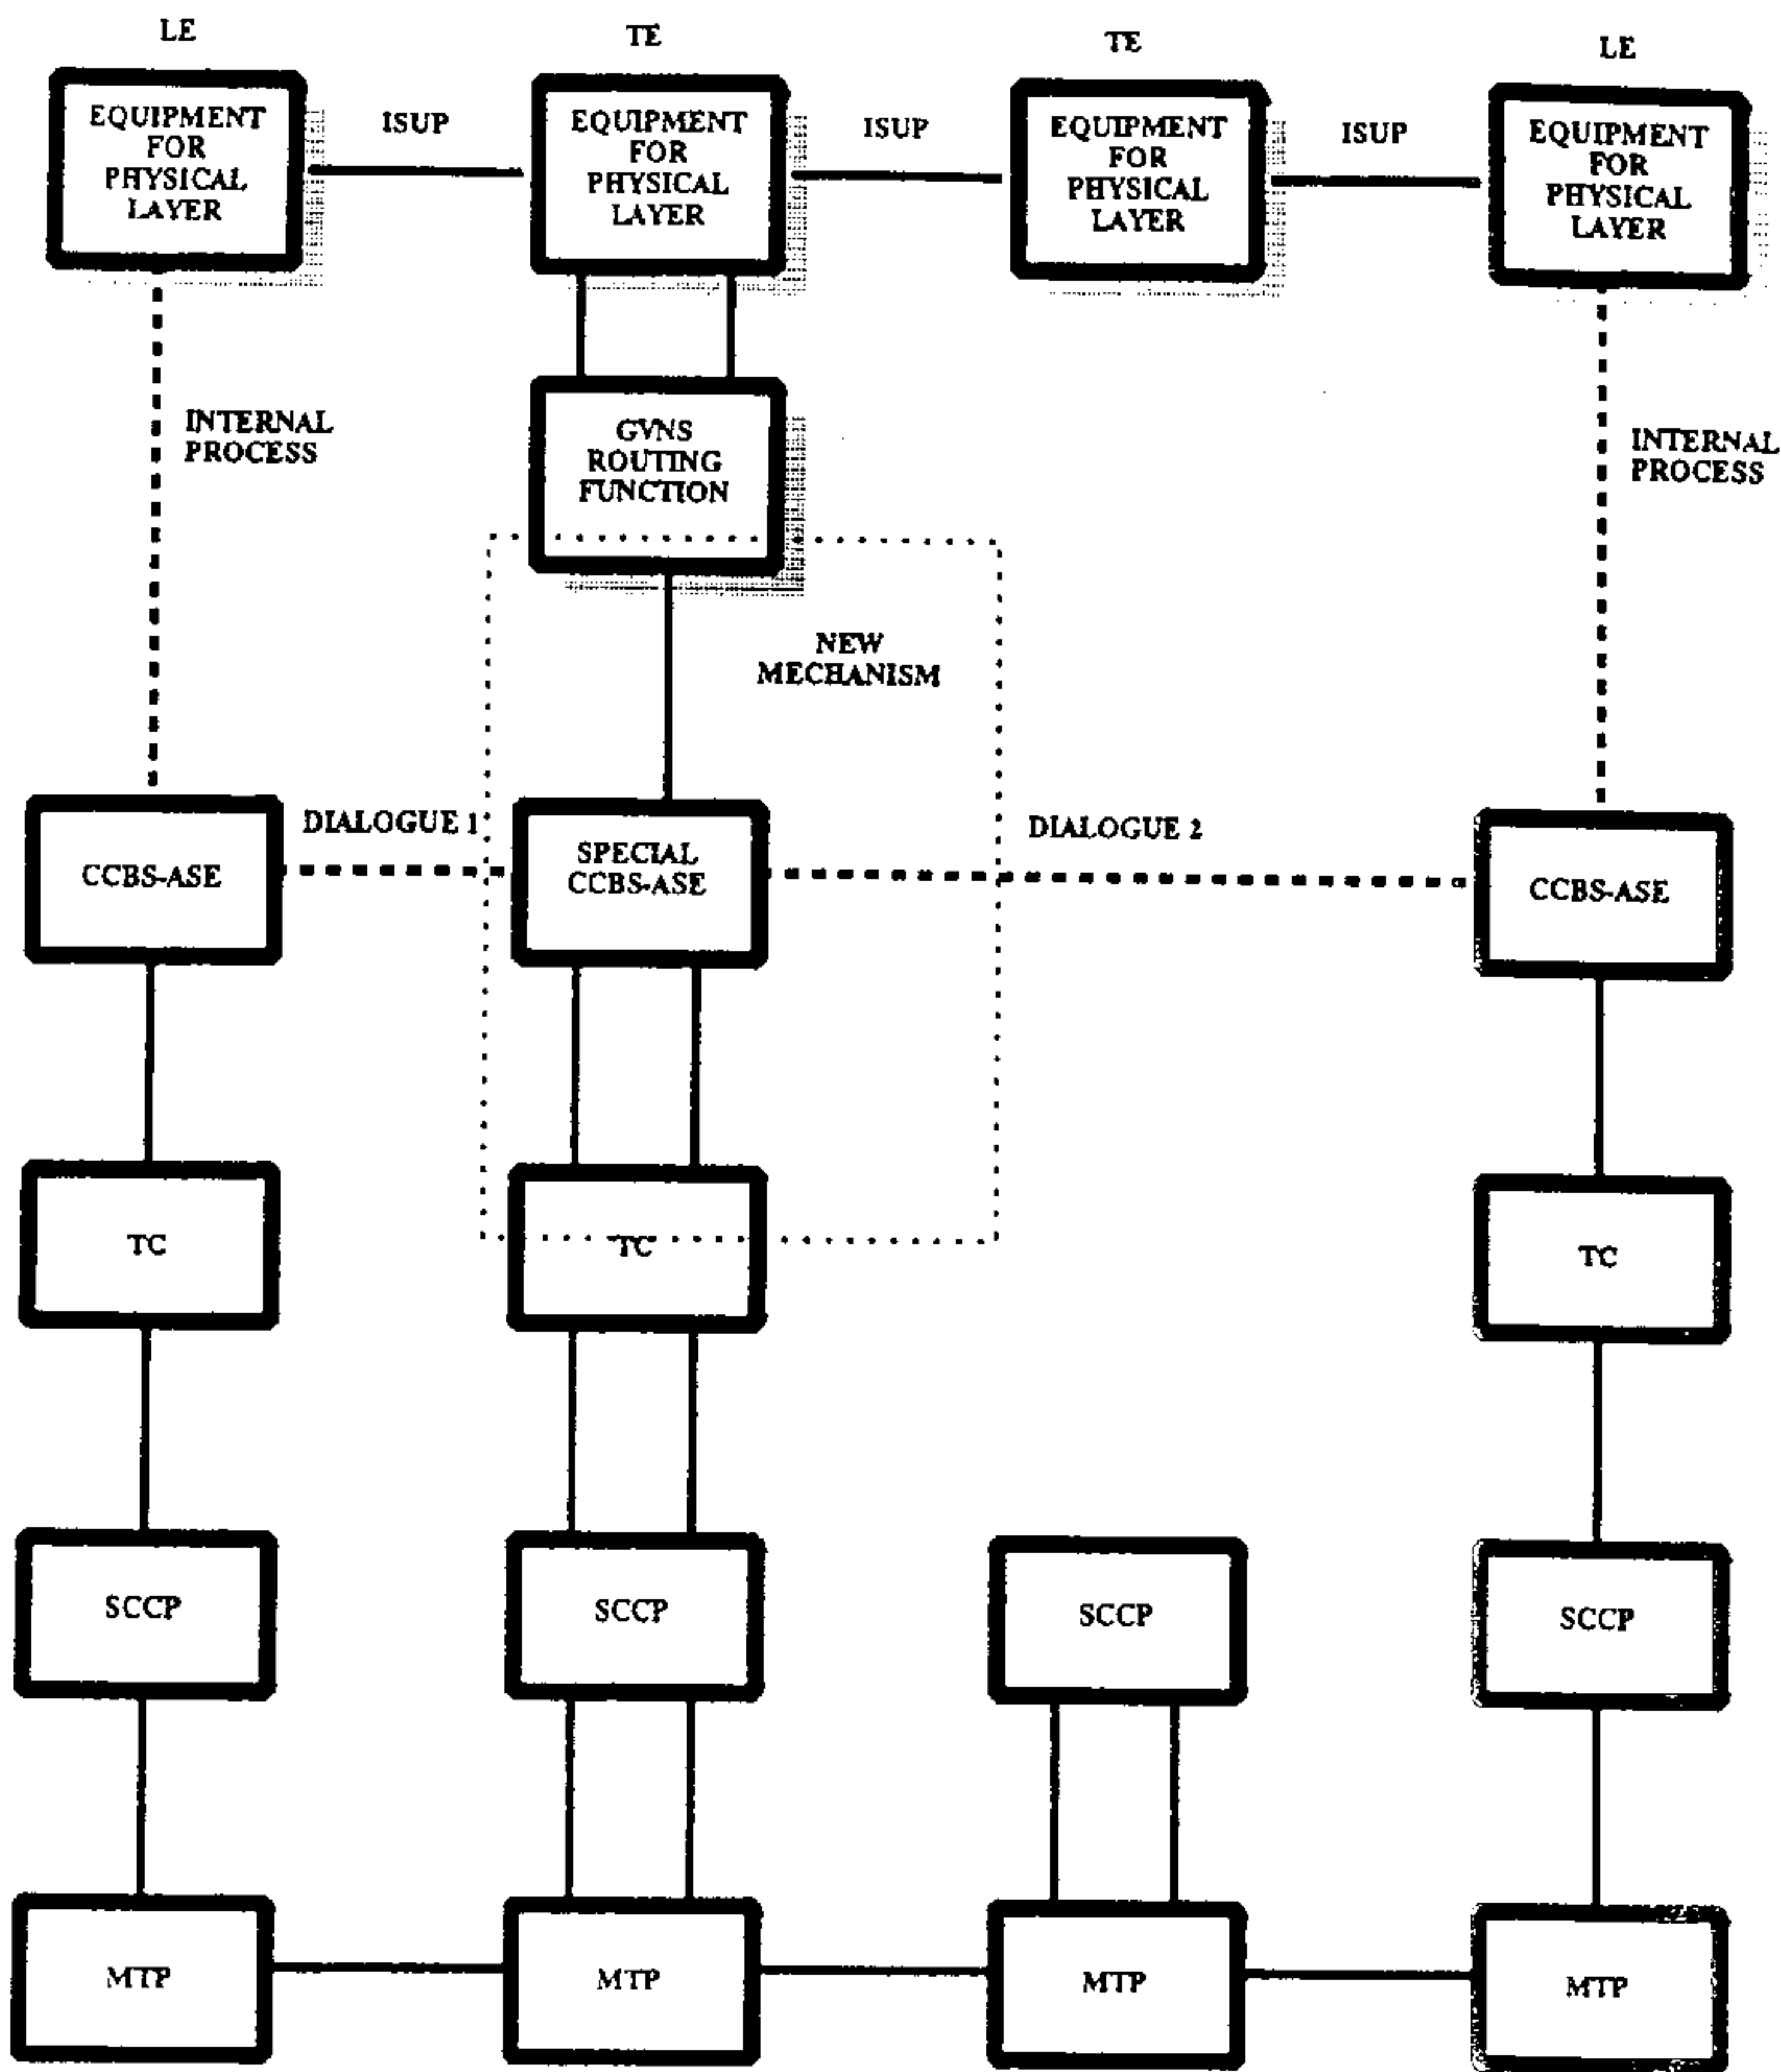 LE
TE
TE
LE
EQUIPMENT
FOR
PHYSICAL
LAYER
ISUP
EQUIPMENT
FOR
PHYSICAL
LAYER
ISUP
EQUIPMENT
FOR
PHYSICAL
LAYER
ISUP
EQUIPMENT
FOR
PHYSICAL
LAYER
INTERNAL
PROCESS
GVNS
ROUTING
FUNCTION
INTERNAL
PROCESS
NEW
MECHANISM
CCBS-ASE
DIALOGUE 1
SPECIAL
CCBS-ASE
DIALOGUE 2
CCBS-ASE
TC
TC
TC
SCCP
SCCP
SCCP
SCCP
MTP
MTP
MTP
MTP